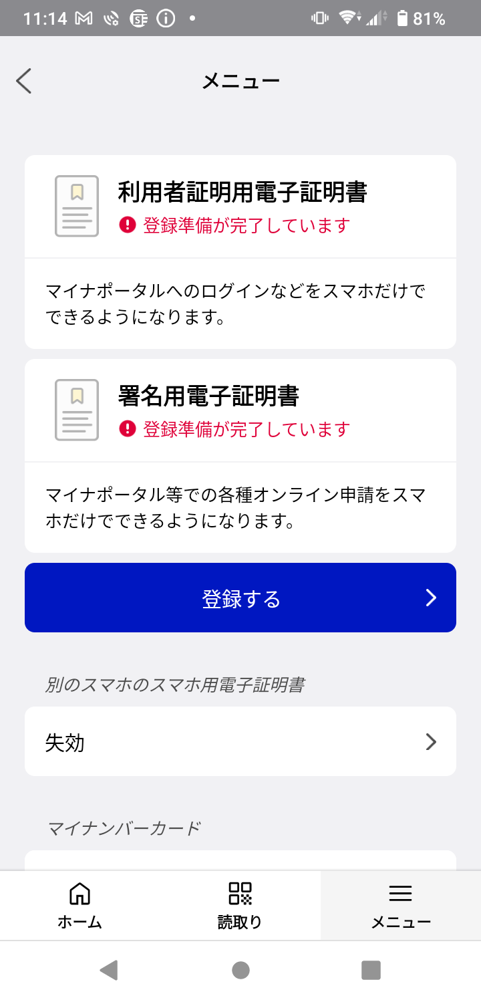 11:14 81%
メニュー
利用者証明用電子証明書
登録準備が完了しています
マイナポータルへのログインなどをスマホだけで
できるようになります。
署名用電子証明書
登録準備が完了しています
マイナポータル等での各種オンライン申請をスマ
ホだけでできるようになります。
登録する
別のスマホのスマホ用電子証明書
失効
マイナンバーカード
ホーム 読取り メニュー